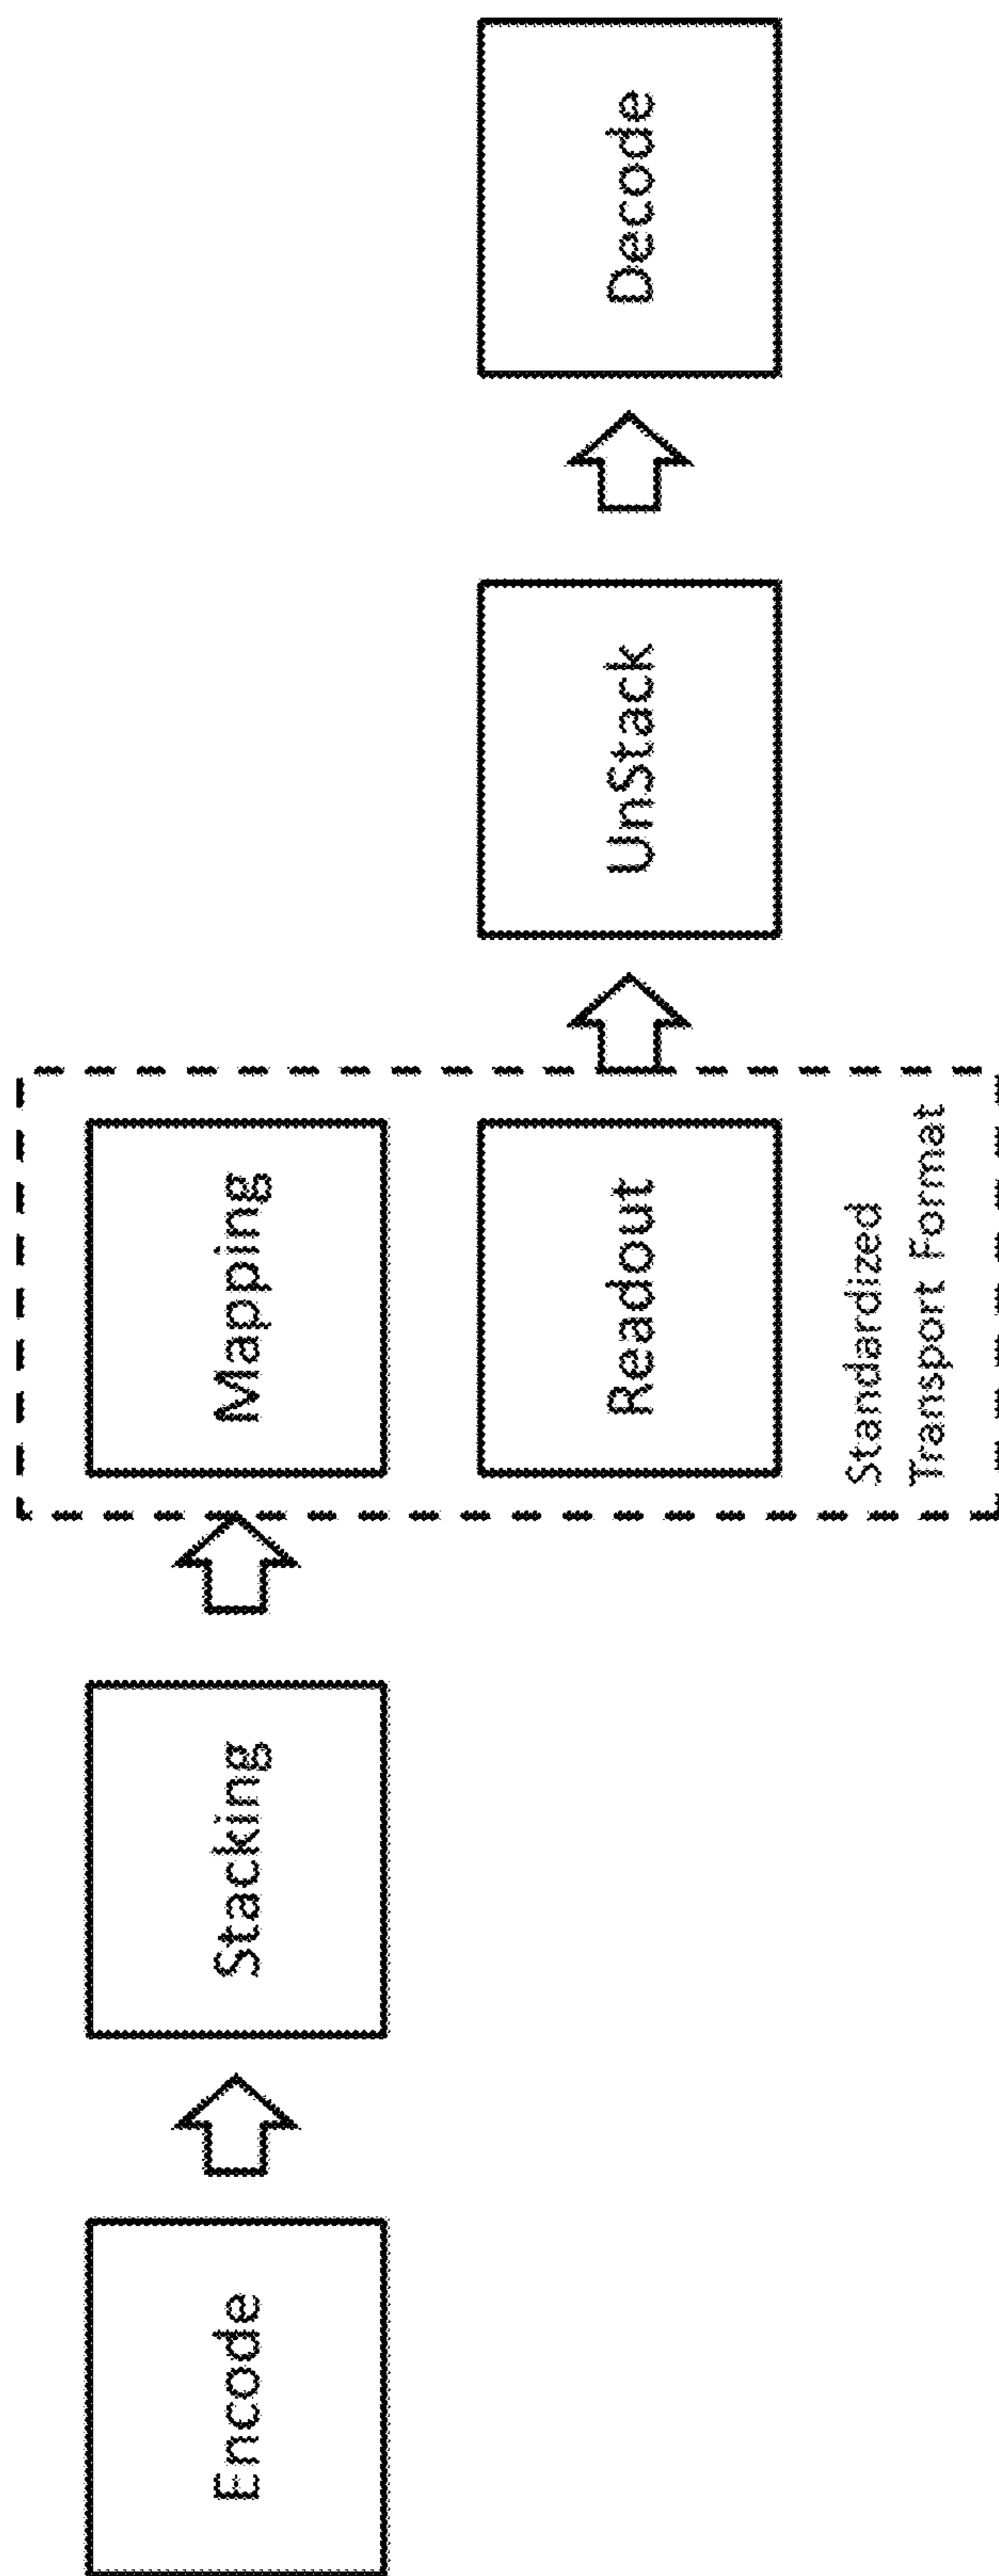 Encode
Stacking
Mapping
Readout
UnStack
Decode
Standardized
Transport Format